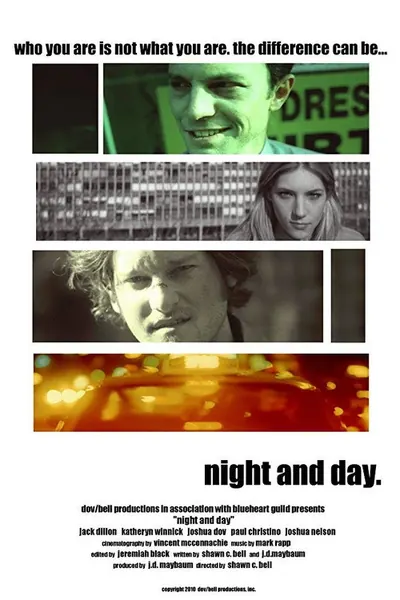 who you are is not what you are. the difference can be...
DRES
night and day.
dov/bell productions in association with blueheart guild presents
"night and day"
jack dillon katheryn winnick joshua dov paul christino joshua nelson
cinematography by vincent mcconnachie music by mark rapp
edited by jeremiah black written by shawn c. bell and j.d.maybaum
produced by j.d. maybaum directed by shawn c. bell
copyright 2010 dov/bell productions, inc.